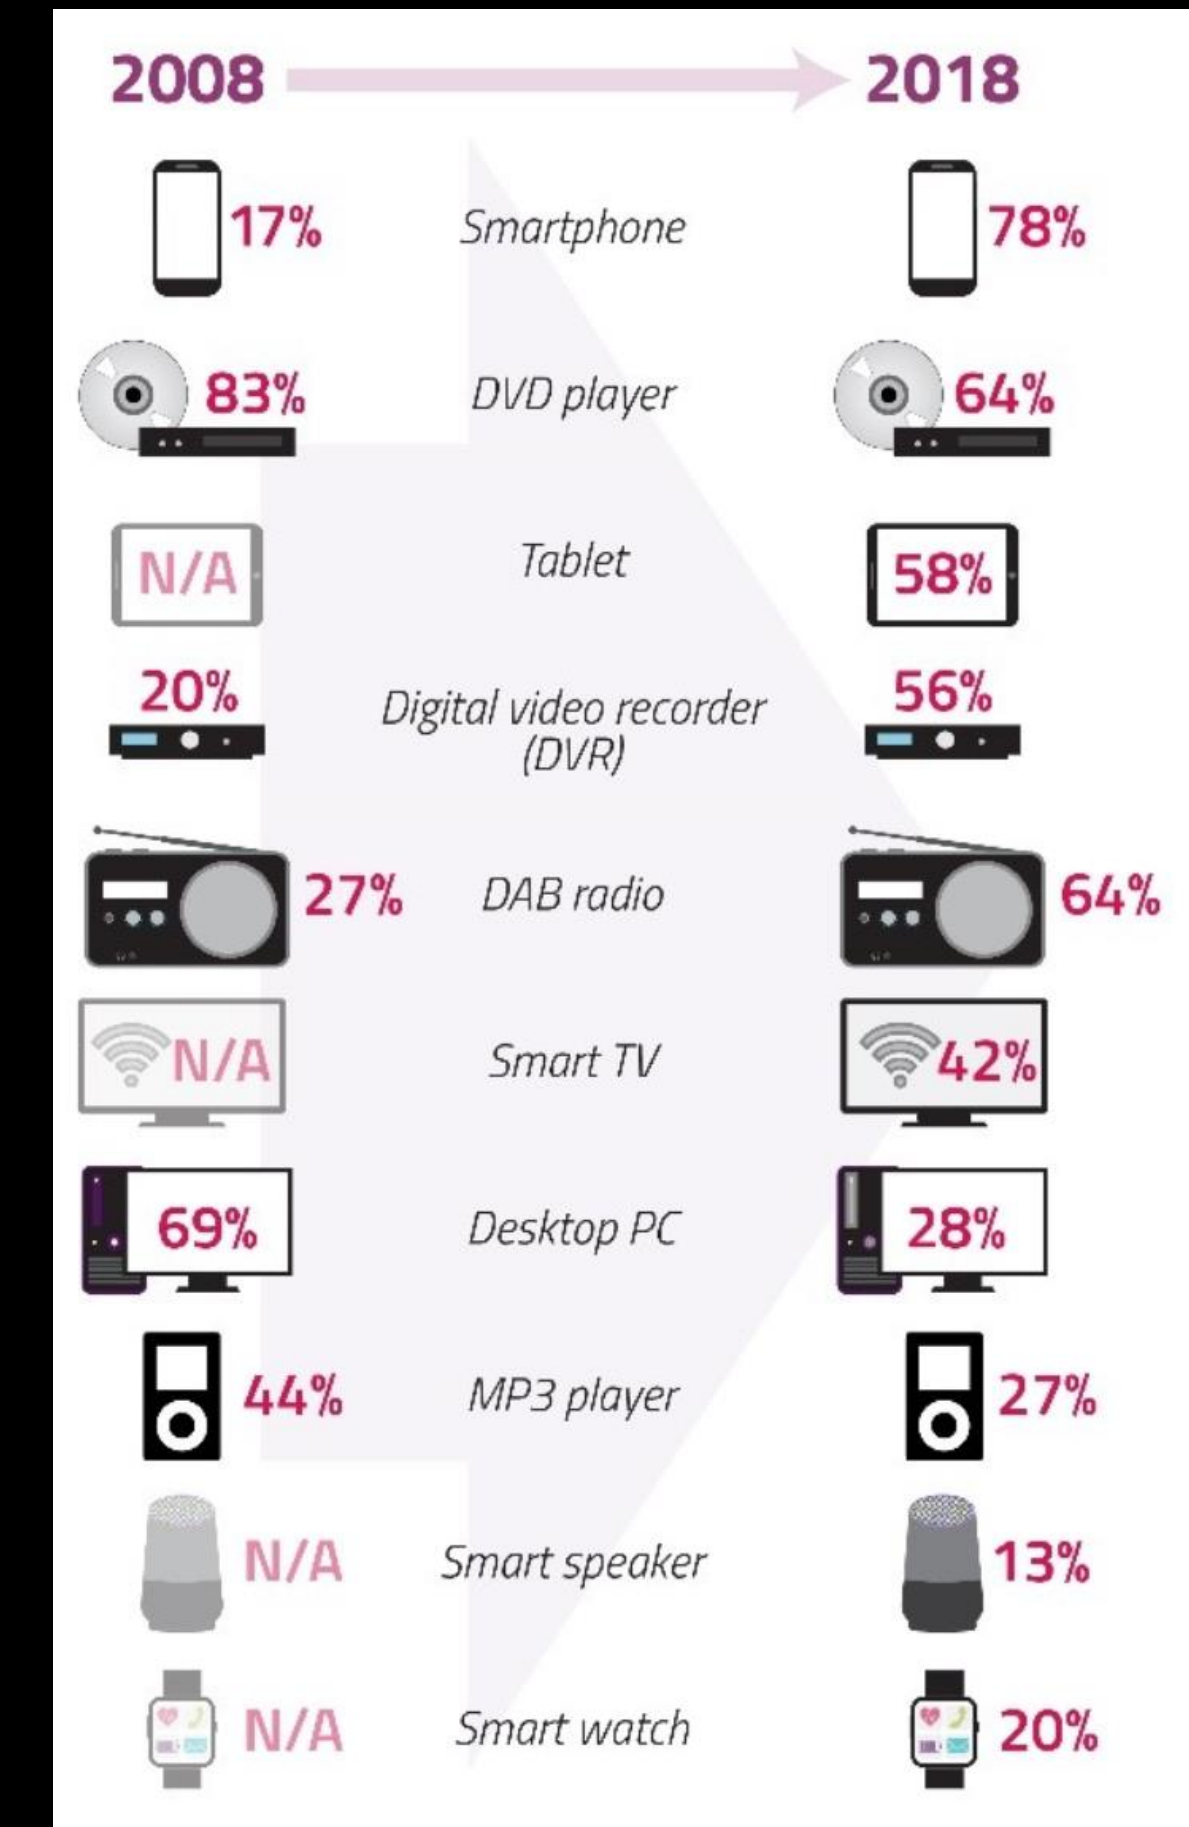 2008 2018
17% Smartphone 78%
83% DVD player 64%
N/A Tablet 58%
20% Digital video recorder 56%
(DVR)
27% DAB radio 64%
N/A Smart TV 42%
69% Desktop PC 28%
44% MP3 player 27%
N/A Smart speaker 13%
N/A Smart watch 20%